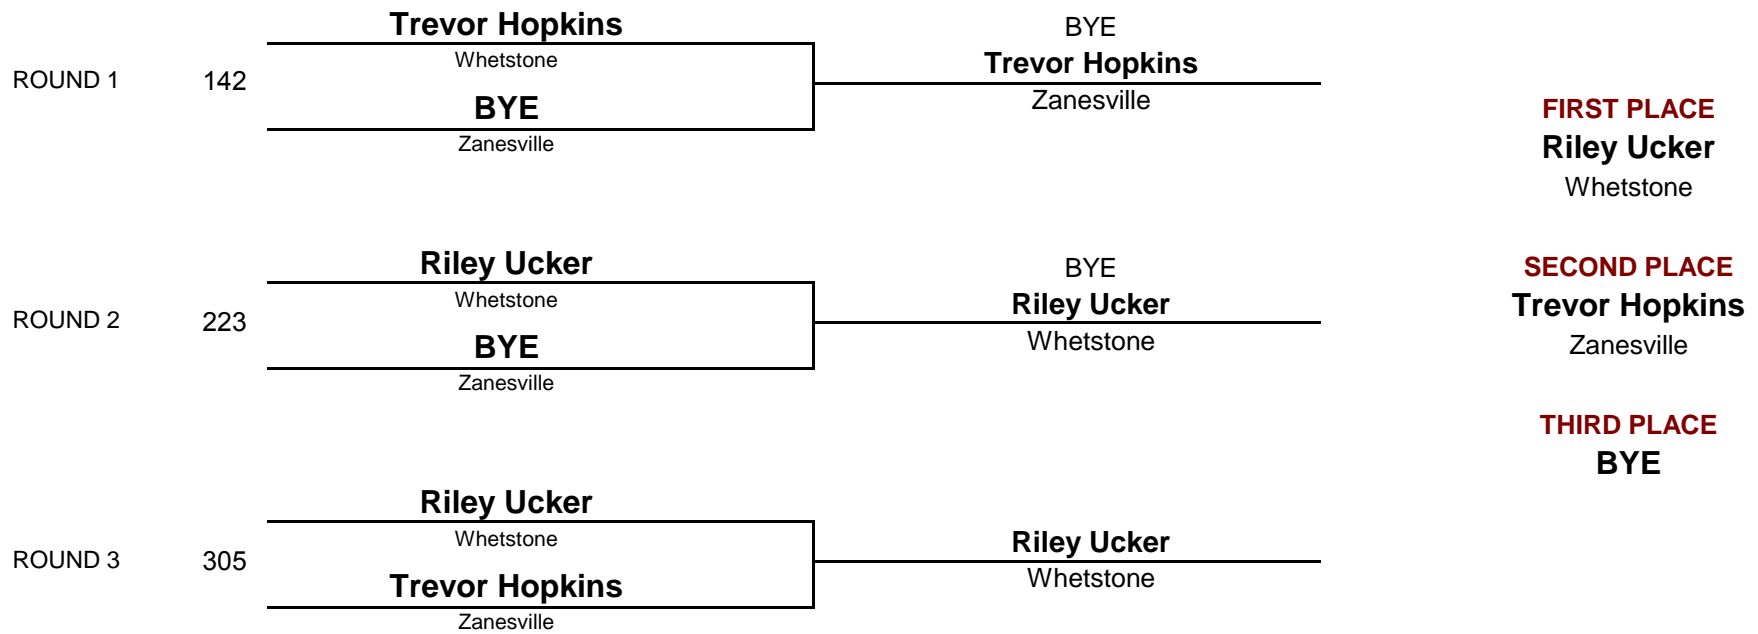 Trevor Hopkins
Whetstone
ROUND 1
142
BYE
Zanesville
BYE
Trevor Hopkins
Zanesville
FIRST PLACE
Riley Ucker
Whetstone
Riley Ucker
Whetstone
ROUND 2
223
BYE
Zanesville
BYE
Riley Ucker
Whetstone
SECOND PLACE
Trevor Hopkins
Zanesville
THIRD PLACE
BYE
Riley Ucker
Whetstone
ROUND 3
305
Trevor Hopkins
Zanesville
Riley Ucker
Whetstone